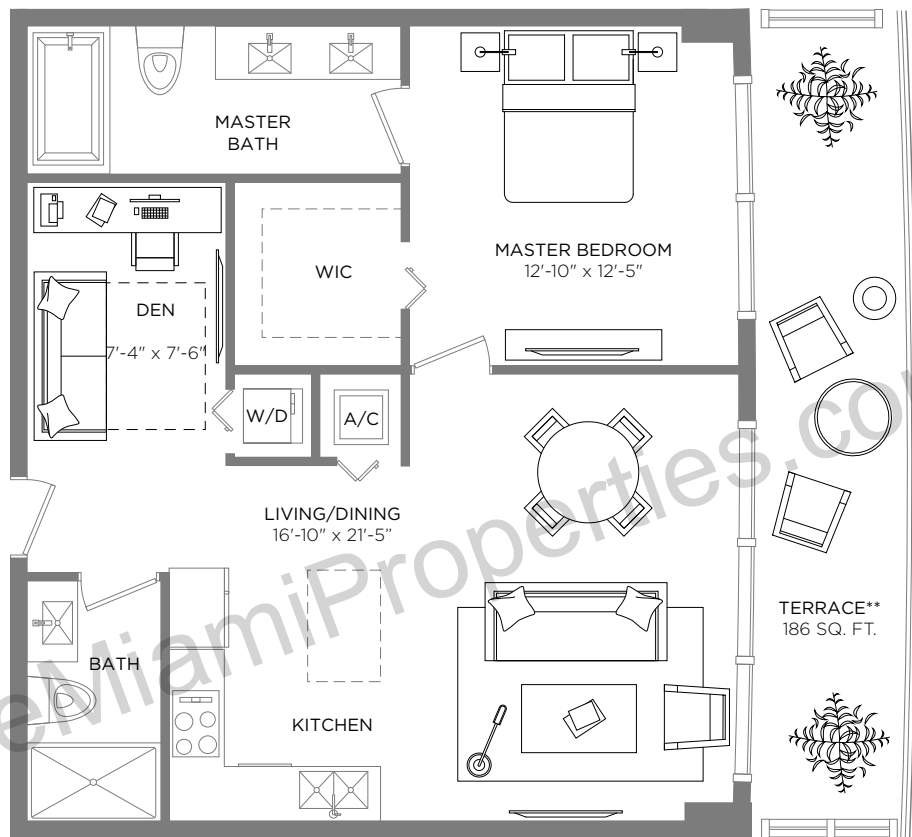 MASTER
BATH
MASTER BEDROOM
12'-10" x 12'-5"
WIC
DEN
7'-4" x 7'-6"
W/D
A/C
LIVING/DINING
16'-10" x 21'-5”
TERRACE**
186 SQ. FT.
BATH
KITCHEN
eMiamiProperties.co